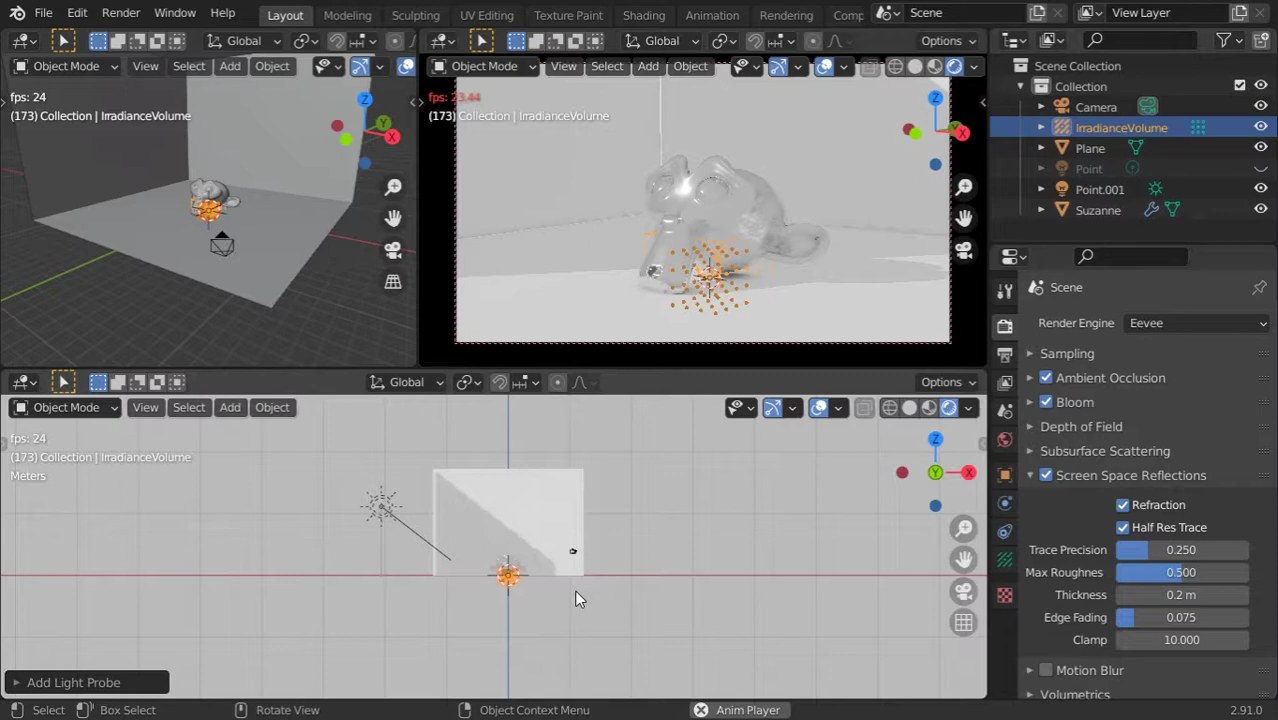 File Edit Render Window Help Layout Modeling Sculpting UV Editing Texture Paint Shading Animation Rendering Comp Scene View Layer
Global Global Options
Object Mode View Select Add Object Object Mode View Select Add Object
fps: 24
(173) Collection | IrradianceVolume
Z
Y
X
fps: 23.44
(173) Collection | IrradianceVolume
Z
X
Scene Collection
Collection
Camera
IrradianceVolume
Plane
Point
Point.001
Suzanne
Global Options
Object Mode View Select Add Object
fps: 24
(173) Collection | IrradianceVolume
Meters
Z
Y
X
Add Light Probe
Scene
Render Engine Eevee
Sampling
Ambient Occlusion
Bloom
Depth of Field
Subsurface Scattering
Screen Space Reflections
Refraction
Half Res Trace
Trace Precision 0.250
Max Roughness 0.500
Thickness 0.2 m
Edge Fading 0.075
Clamp 10.000
Motion Blur
Volumetrics
Select Box Select Rotate View Object Context Menu Anim Player 2.91.0